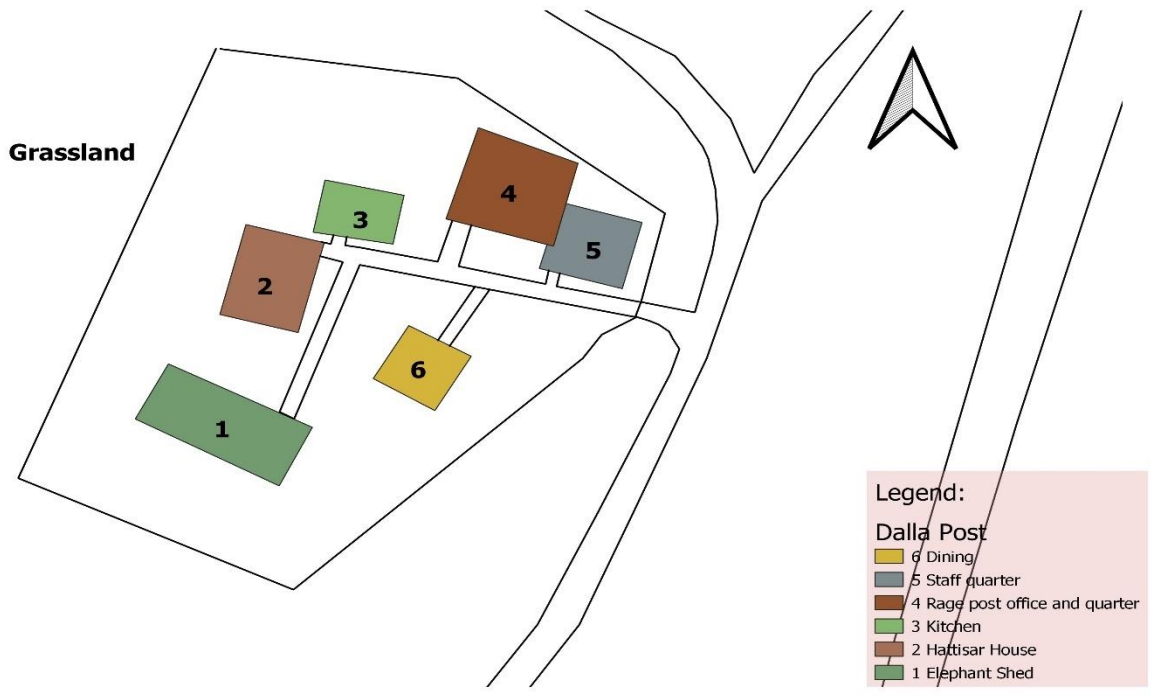 Grassland
4
3
5
2
6
1
Legend:
Dalla Post
6 Dining
5 Staff quarter
4 Rage post office and quarter
3 Kitchen
2 Hattisar House
1 Elephant Shed